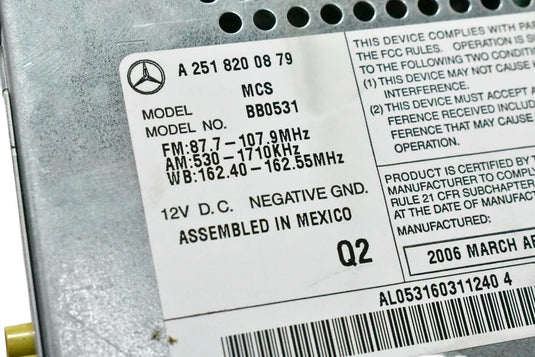 A 251 820 08 79
MODEL MCS
MODEL NO. BB0531
FM:87.7-107.9MHz
AM:530-1710KHz
WB:162.40-162.55MHz
12V D.C. NEGATIVE GND.
ASSEMBLED IN MEXICO
Q2
THIS DEVICE COMPLIES WITH
THE FCC RULES. OPERATION IS
TO THE FOLLOWING TWO
(1) THIS DEVICE MAY NOT CAUSE
INTERFERENCE.
(2) THIS DEVICE MUST ACCEPT
FERENCE RECEIVED
FERENCE THAT MAY CAUSE
OPERATION.
PRODUCT IS CERTIFIED BY
MANUFACTURER TO
RULE 21 CFR
AT THE DATE OF
MANUFACTURED:
2006 MARCH
AL053160311240 4